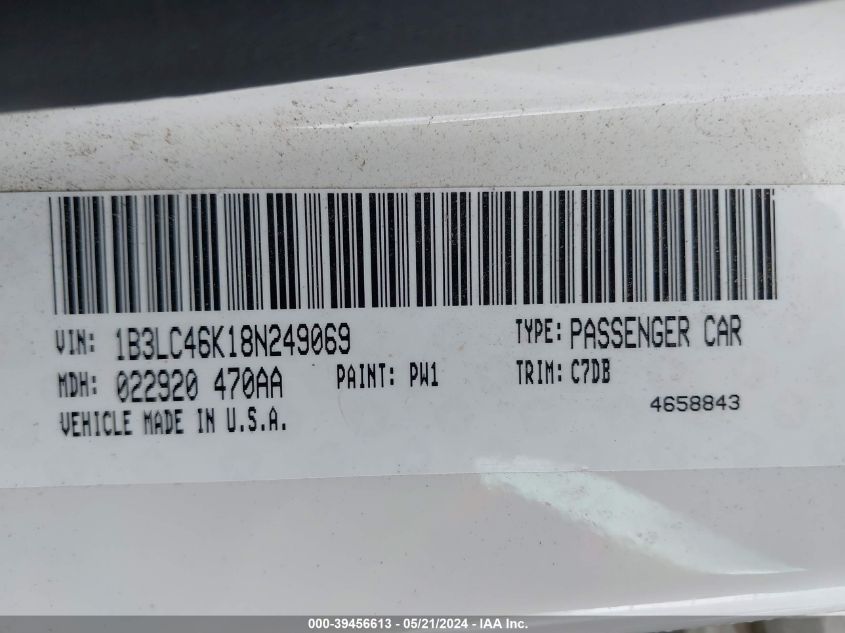 VIN: 1B3LC46K18N249069 TYPE: PASSENGER CAR
MDH: 022920 470AA PAINT: PW1 TRIM: C7DB
VEHICLE MADE IN U.S.A. 4658843
000-39456613 - 05/21/2024 - IAA Inc.